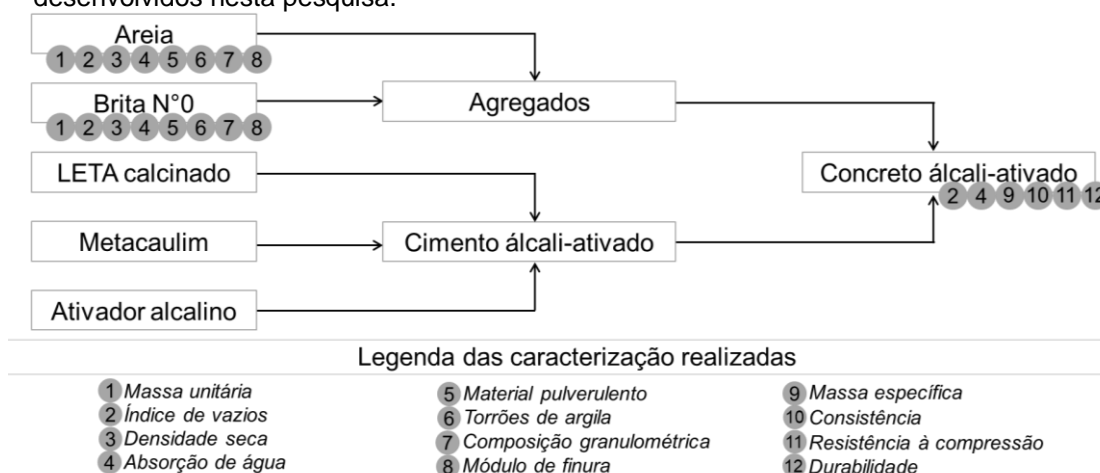 desenvolvidos nesta pesquisa.
Areia
1 2 3 4 5 6 7 8
Brita N°0
1 2 3 4 5 6 7 8
Agregados
LETA calcinado
Concreto álcali-ativado
2 4 9 10 11 12
Metacaulim
Cimento álcali-ativado
Ativador alcalino
Legenda das caracterização realizadas
1 Massa unitária
2 Índice de vazios
3 Densidade seca
4 Absorção de água
5 Material pulverulento
6 Torrões de argila
7 Composição granulométrica
8 Módulo de finura
9 Massa específica
10 Consistência
11 Resistência à compressão
12 Durabilidade